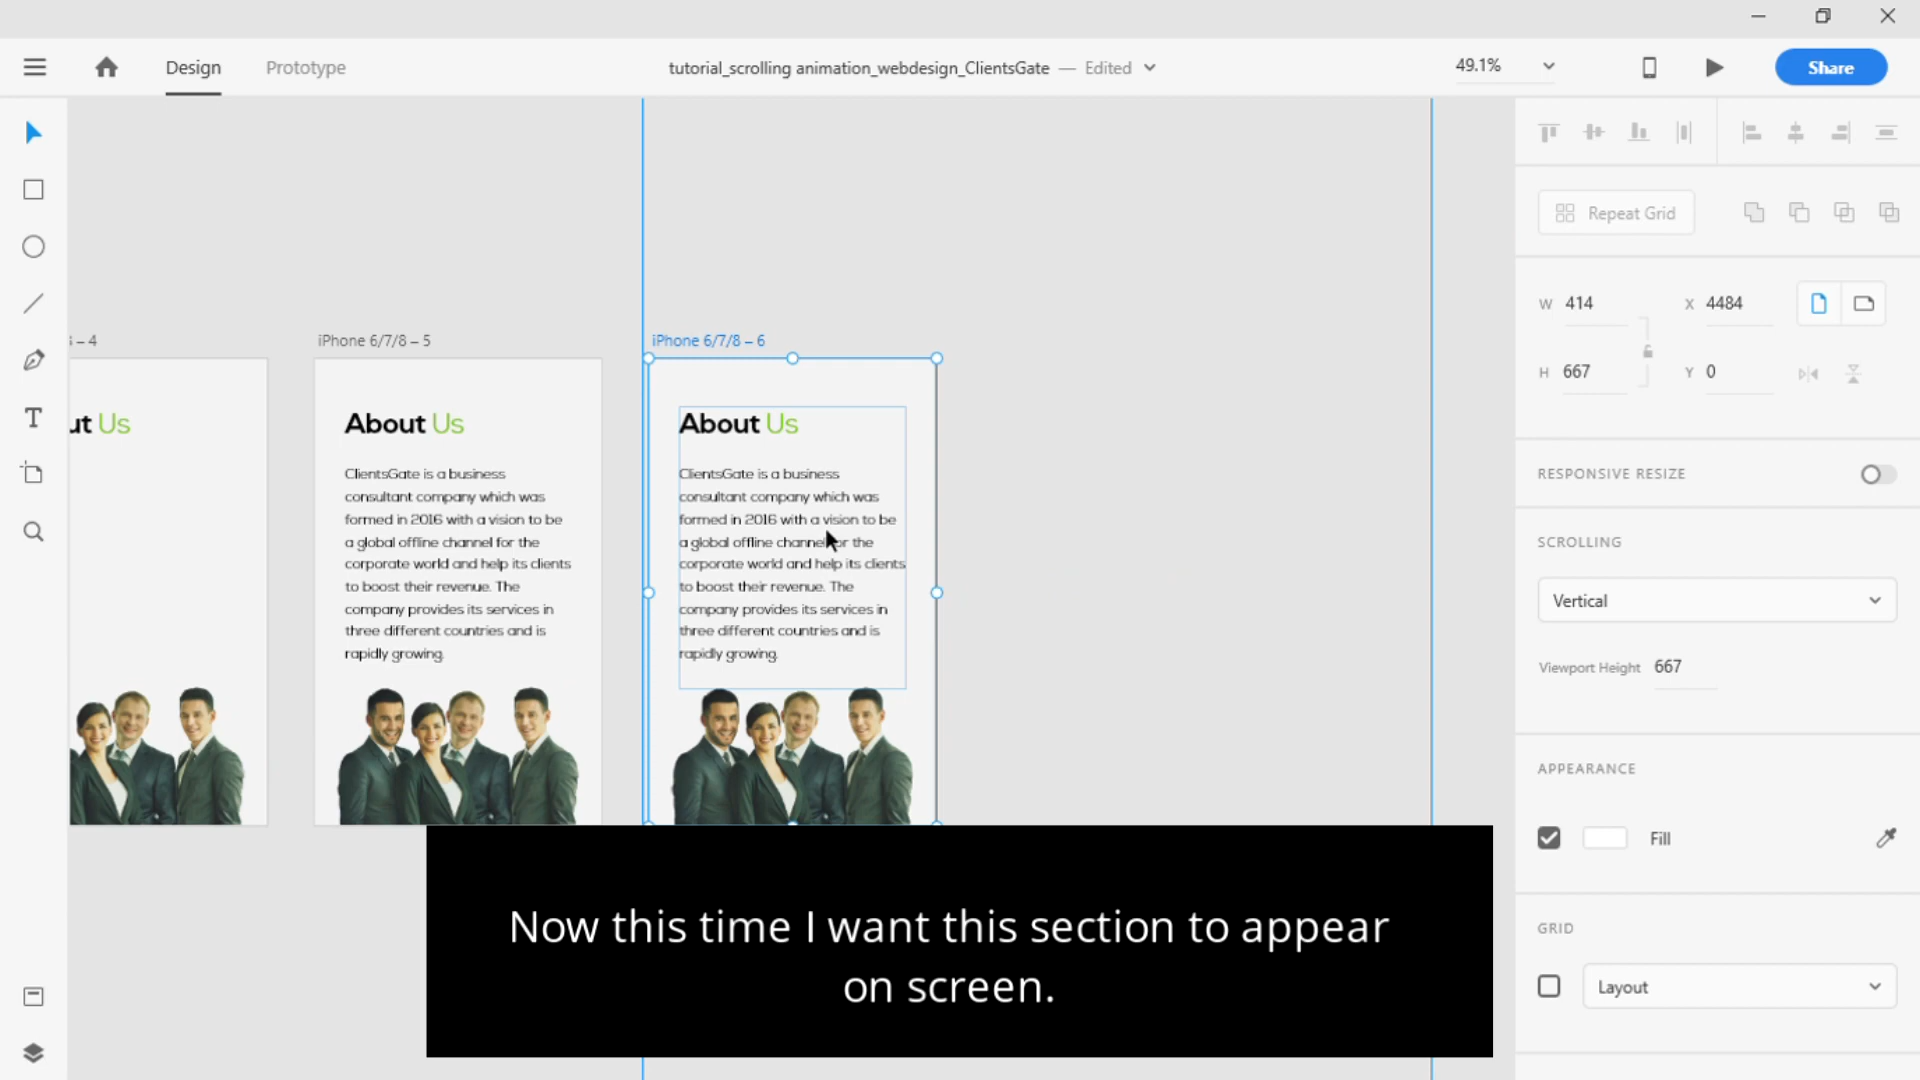 Design
Prototype
tutorial_scrolling animation_webdesign_ClientsGate — Edited
49.1%
Share
Repeat Grid
W 414
X 4484
H 667
Y 0
RESPONSIVE RESIZE
SCROLLING
Vertical
Viewport Height 667
APPEARANCE
Fill
GRID
Layout
– 4
ut Us
iPhone 6/7/8 – 5
About Us
ClientsGate is a business
consultant company which was
formed in 2016 with a vision to be
a global offline channel for the
corporate world and help its clients
to boost their revenue. The
company provides its services in
three different countries and is
rapidly growing.
iPhone 6/7/8 – 6
About Us
ClientsGate is a business
consultant company which was
formed in 2016 with a vision to be
a global offline channel for the
corporate world and help its clients
to boost their revenue. The
company provides its services in
three different countries and is
rapidly growing.
Now this time I want this section to appear
on screen.